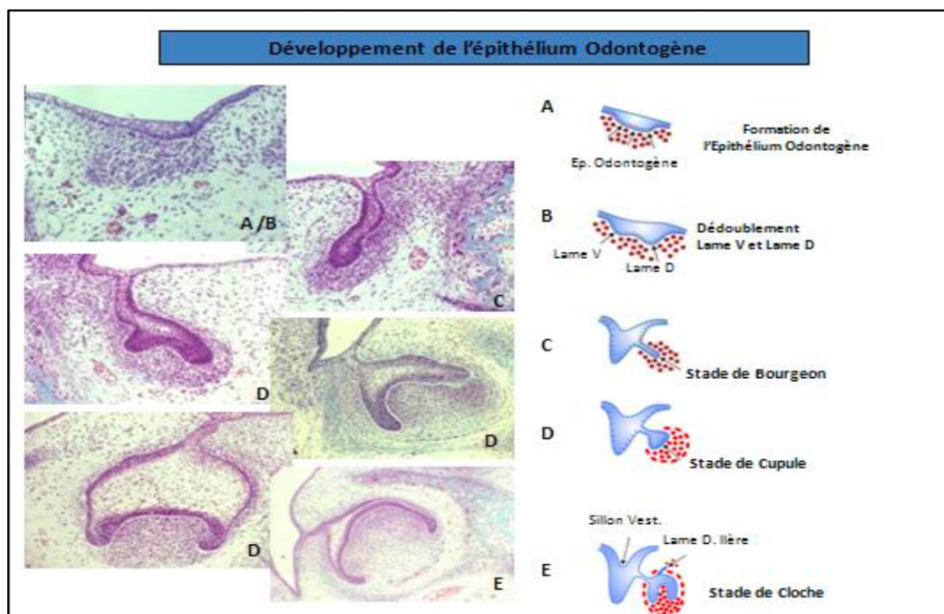 Développement de l'épithélium Odontogène
A/B
C
D
D
D
E
A
Ep. Odontogène
Formation de
l'Epithélium Odontogène
B
Lame V
Lame D
Dédoublement
Lame V et Lame D
C
Stade de Bourgeon
D
Stade de Cupule
E
Sillon Vest.
Lame D. IIère
Stade de Cloche